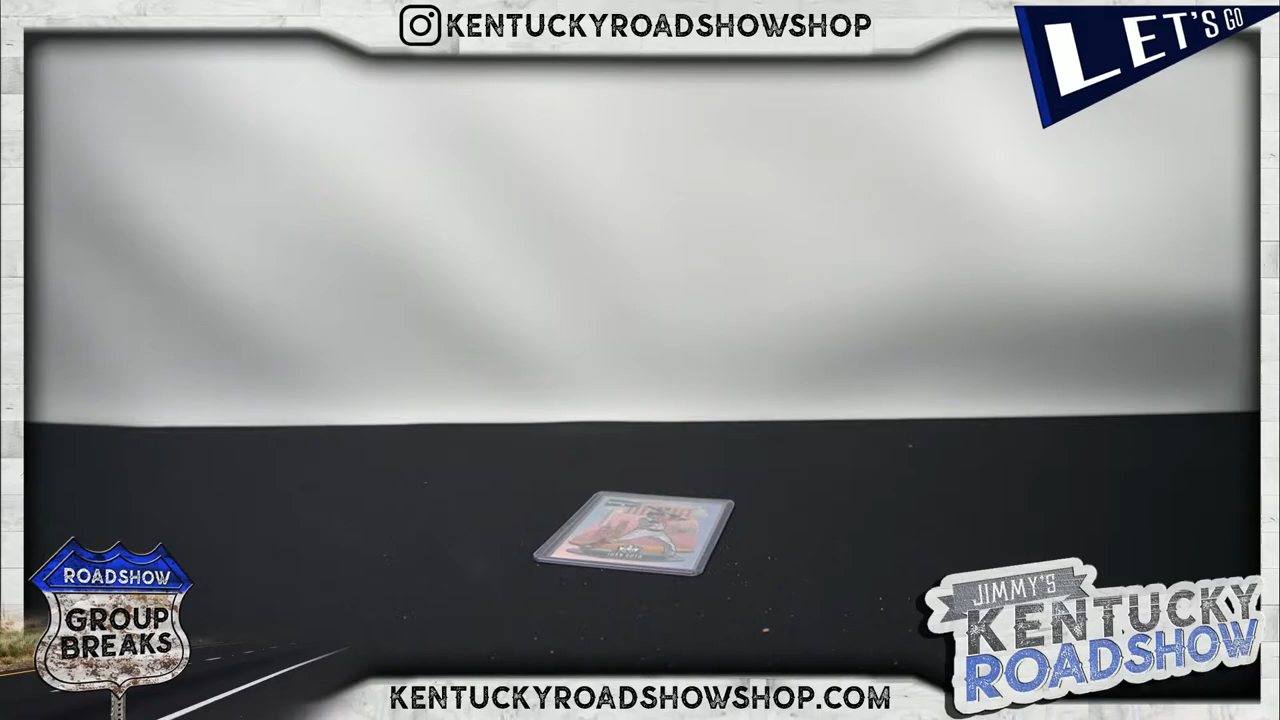 KENTUCKYROADSHOWSHOP
LET'S GO
ROADSHOW
GROUP
BREAKS
JIMMY'S
KENTUCKY
ROADSHOW
KENTUCKYROADSHOWSHOP.COM